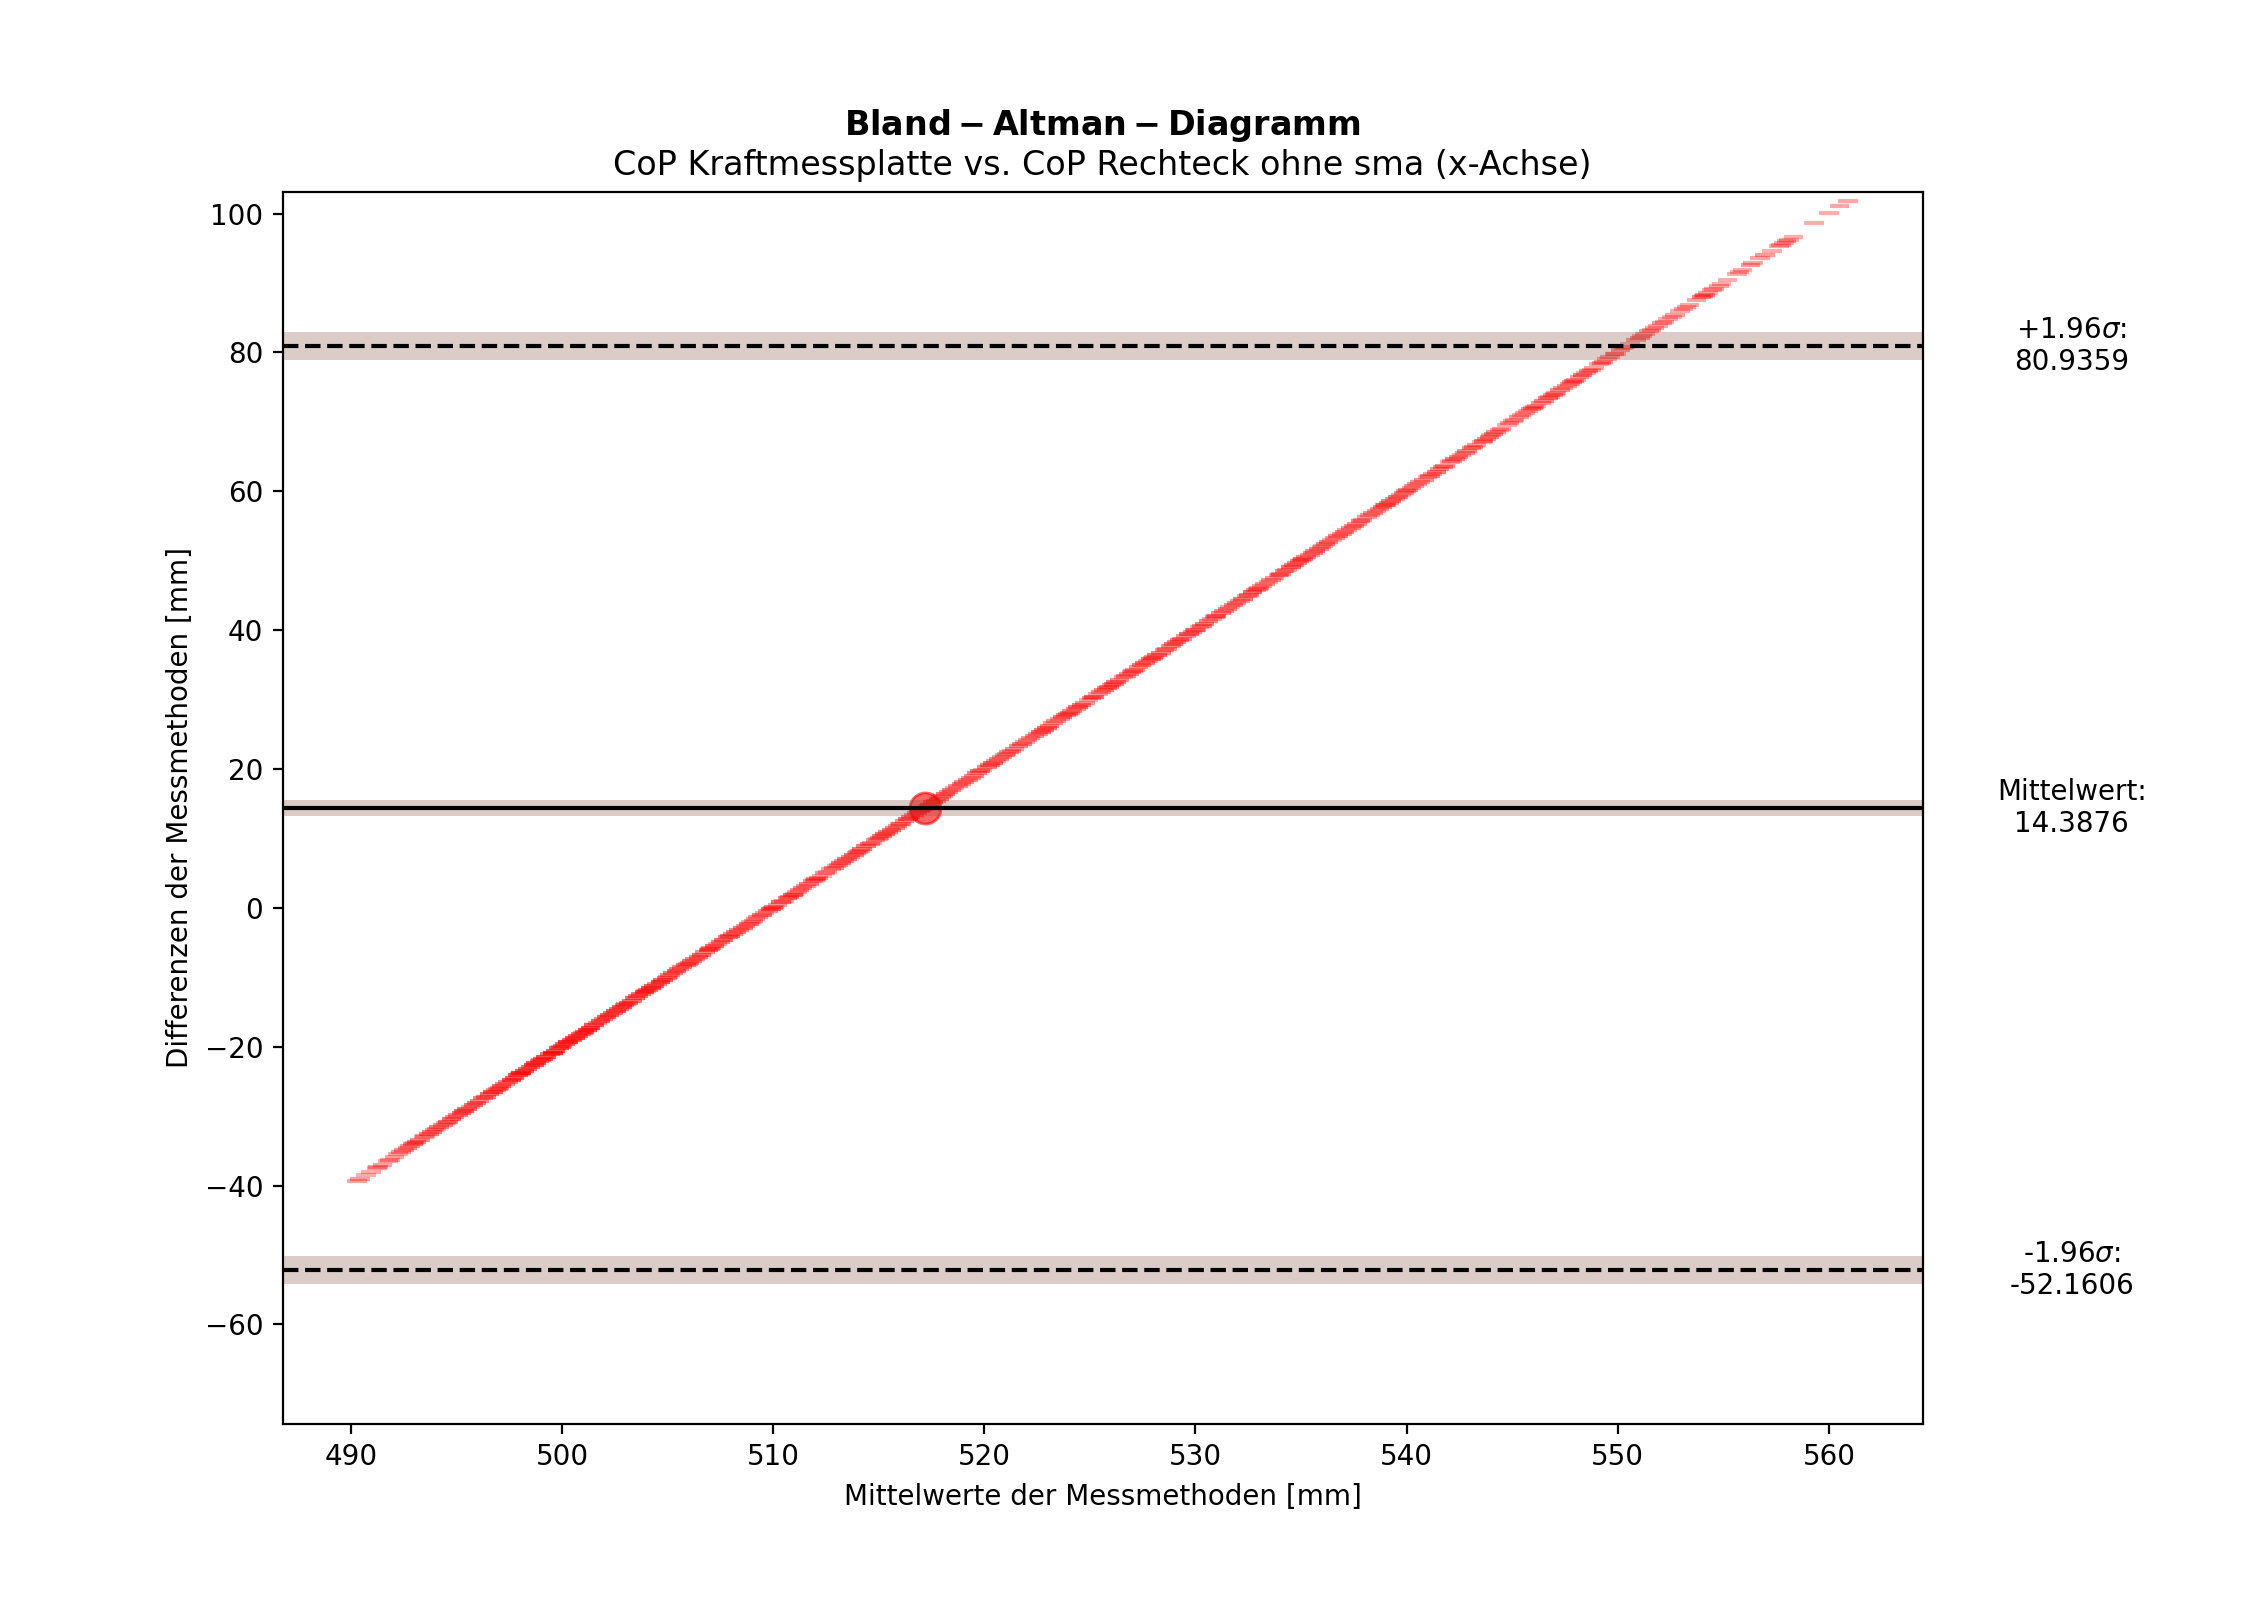 Bland − Altman − Diagramm
CoP Kraftmessplatte vs. CoP Rechteck ohne sma (x-Achse)
Differenzen der Messmethoden [mm]
100
80
60
40
20
0
−20
−40
−60
+1.96σ:
80.9359
Mittelwert:
14.3876
-1.96σ:
-52.1606
490
500
510
520
530
540
550
560
Mittelwerte der Messmethoden [mm]